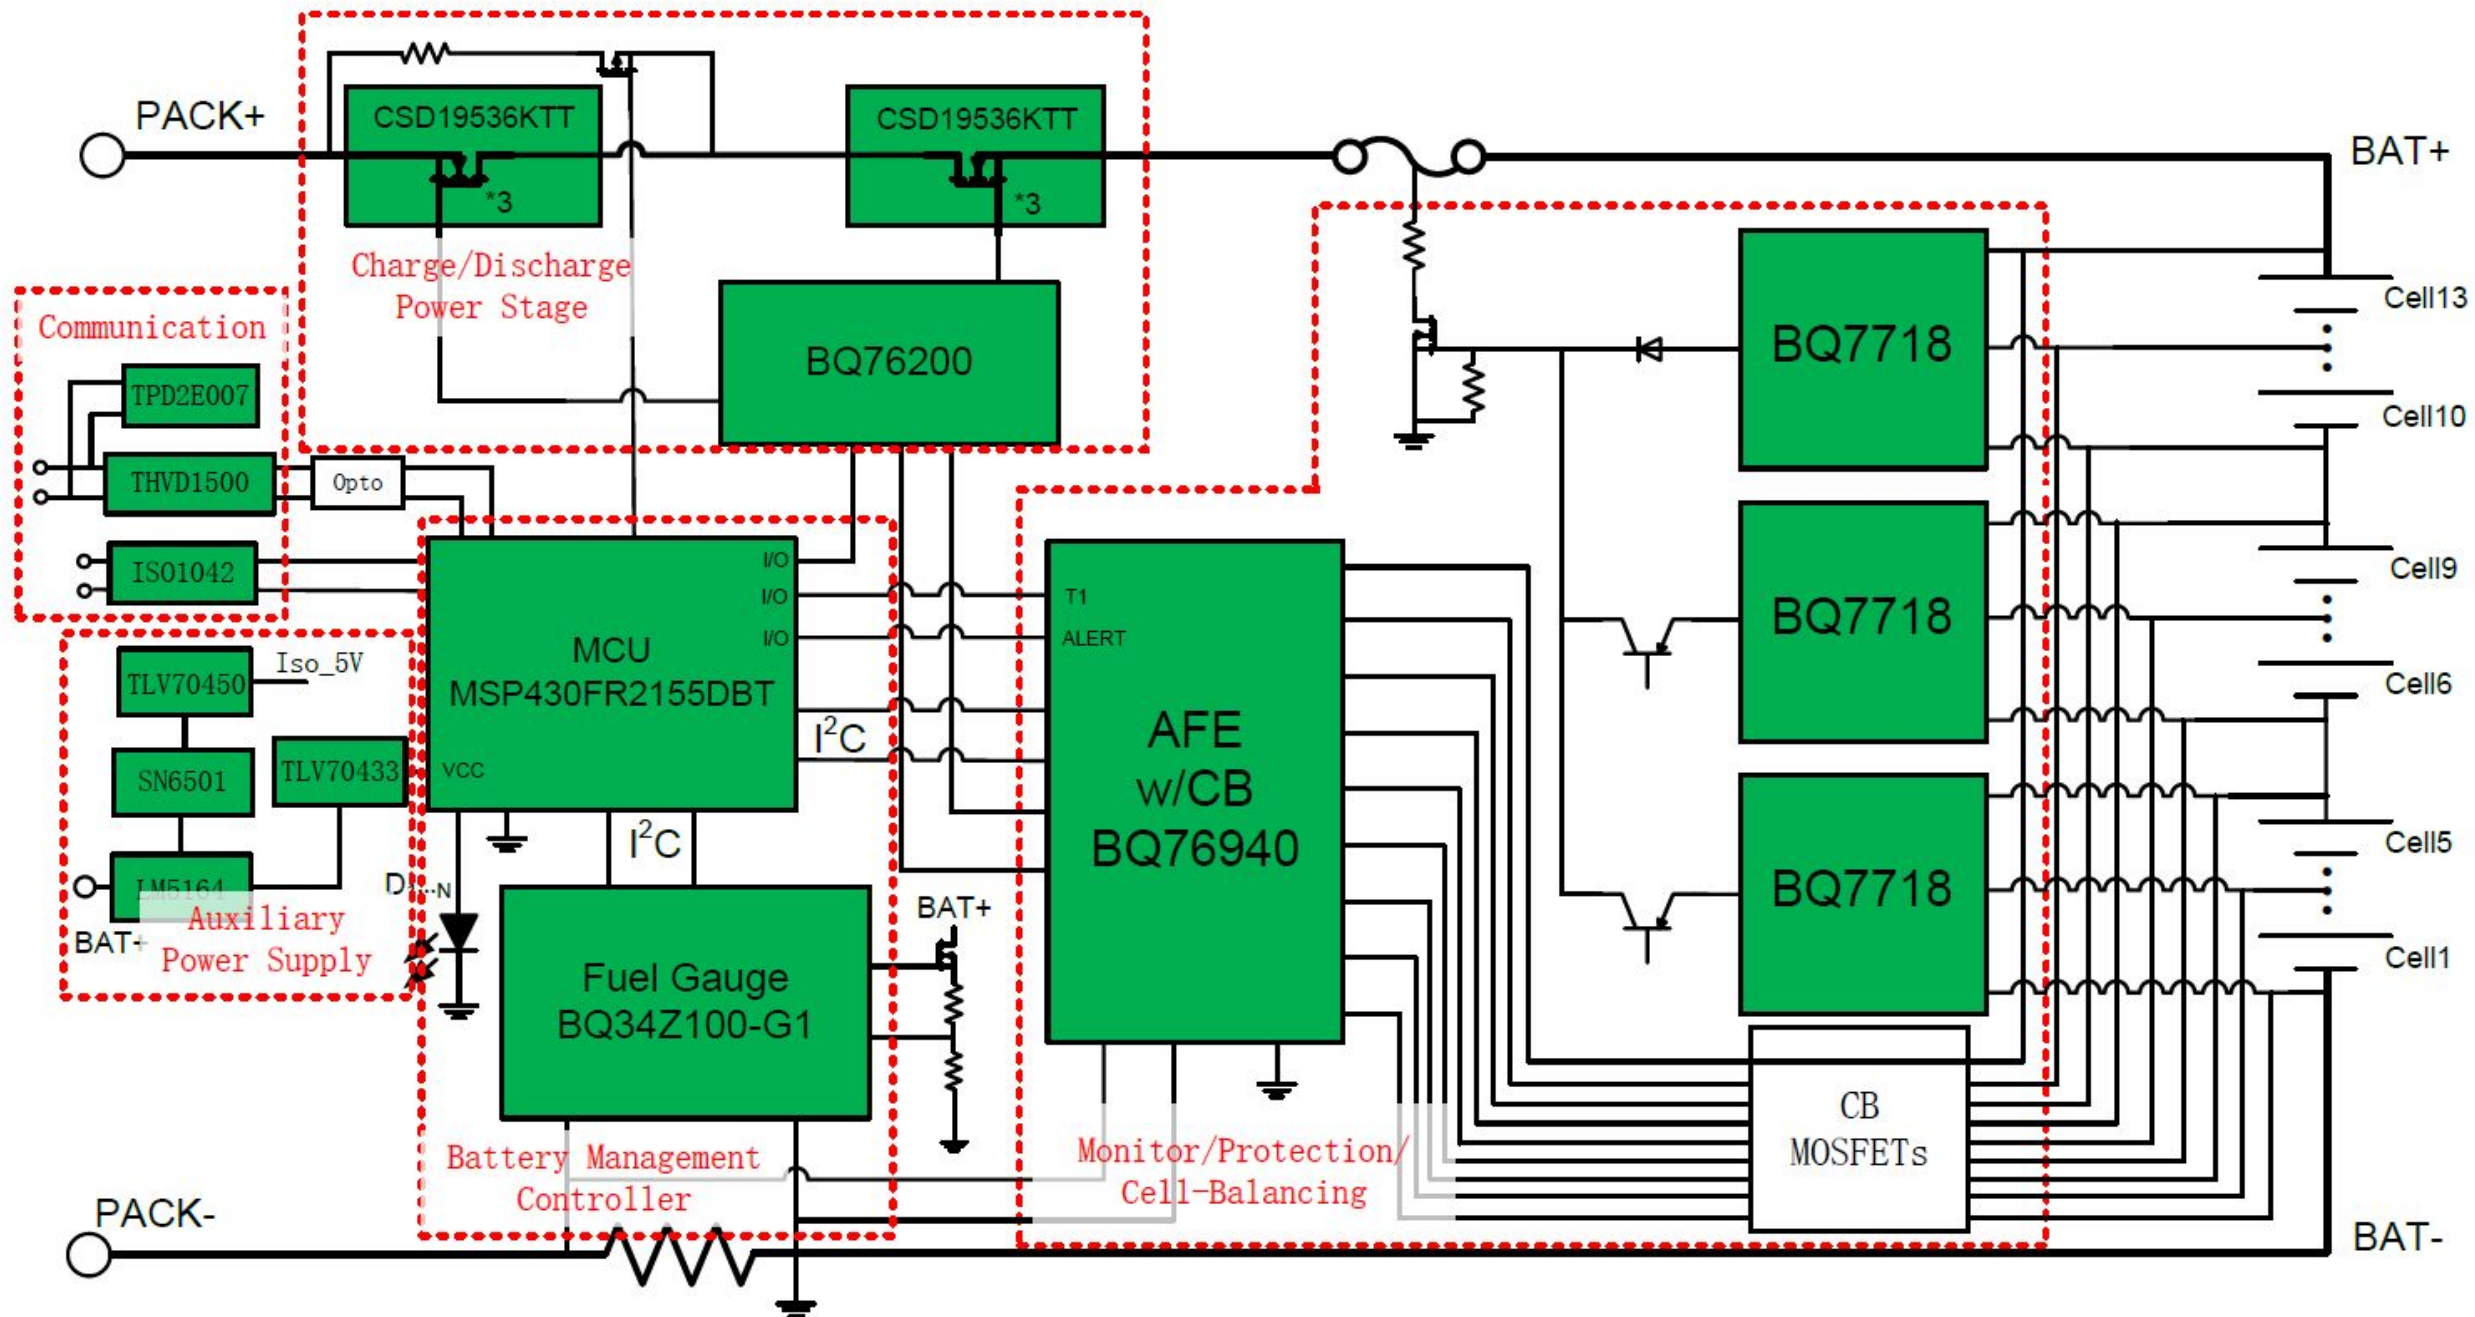 PACK+
CSD19536KTT
*3
CSD19536KTT
*3
BAT+
Charge/Discharge
Power Stage
BQ76200
Communication
TPD2E007
THVD1500
Opto
ISO1042
TLV70450
Iso_5V
SN6501
TLV70433
LM5164
BAT+
Auxiliary
Power Supply
I/O
I/O
I/O
MCU
MSP430FR2155DBT
VCC
I²C
I²C
Fuel Gauge
BQ34Z100-G1
BAT+
Battery Management
Controller
T1
ALERT
AFE
w/CB
BQ76940
Monitor/Protection/
Cell-Balancing
BQ7718
BQ7718
BQ7718
CB
MOSFETs
Cell13
Cell10
Cell9
Cell6
Cell5
Cell1
PACK-
BAT-